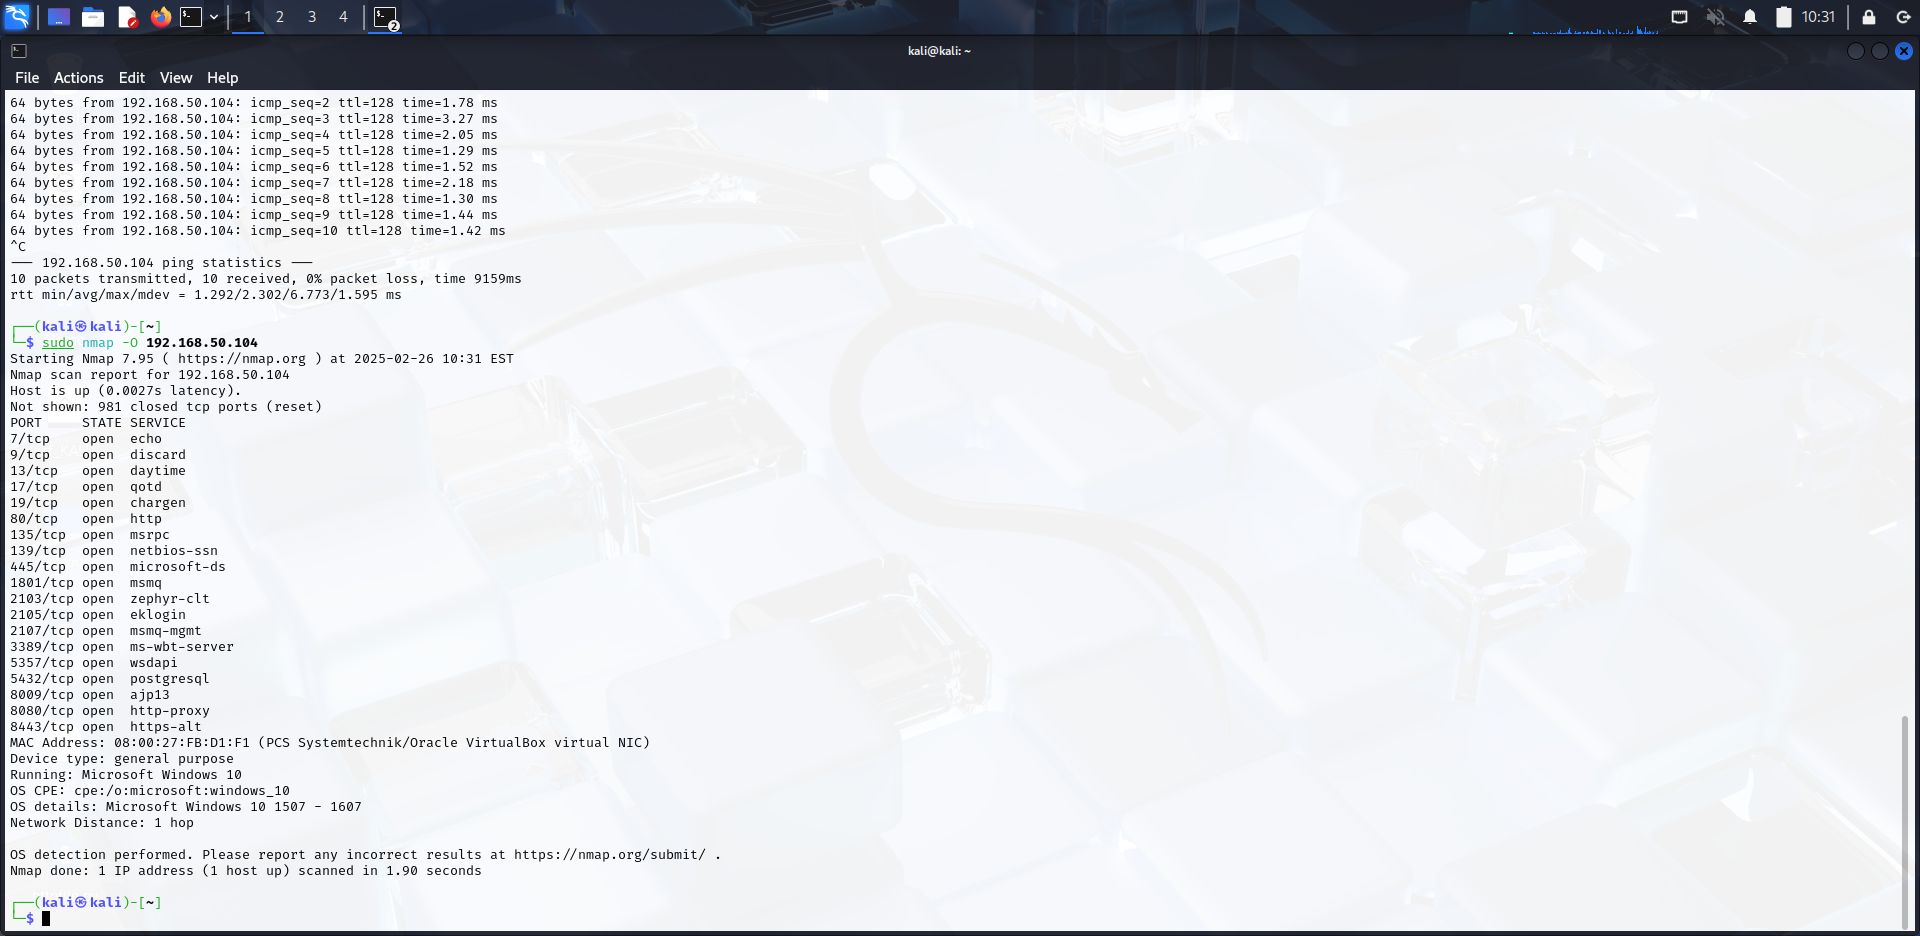 1 2 3 4 2 10:31
kali@kali: ~
File Actions Edit View Help
64 bytes from 192.168.50.104: icmp_seq=2 ttl=128 time=1.78 ms
64 bytes from 192.168.50.104: icmp_seq=3 ttl=128 time=3.27 ms
64 bytes from 192.168.50.104: icmp_seq=4 ttl=128 time=2.05 ms
64 bytes from 192.168.50.104: icmp_seq=5 ttl=128 time=1.29 ms
64 bytes from 192.168.50.104: icmp_seq=6 ttl=128 time=1.52 ms
64 bytes from 192.168.50.104: icmp_seq=7 ttl=128 time=2.18 ms
64 bytes from 192.168.50.104: icmp_seq=8 ttl=128 time=1.30 ms
64 bytes from 192.168.50.104: icmp_seq=9 ttl=128 time=1.44 ms
64 bytes from 192.168.50.104: icmp_seq=10 ttl=128 time=1.42 ms
^C
--- 192.168.50.104 ping statistics ---
10 packets transmitted, 10 received, 0% packet loss, time 9159ms
rtt min/avg/max/mdev = 1.292/2.302/6.773/1.595 ms
┌──(kali㉿kali)-[~]
└─$ sudo nmap -O 192.168.50.104
Starting Nmap 7.95 ( https://nmap.org ) at 2025-02-26 10:31 EST
Nmap scan report for 192.168.50.104
Host is up (0.0027s latency).
Not shown: 981 closed tcp ports (reset)
PORT     STATE SERVICE
7/tcp    open  echo
9/tcp    open  discard
13/tcp   open  daytime
17/tcp   open  qotd
19/tcp   open  chargen
80/tcp   open  http
135/tcp  open  msrpc
139/tcp  open  netbios-ssn
445/tcp  open  microsoft-ds
1801/tcp open  msmq
2103/tcp open  zephyr-clt
2105/tcp open  eklogin
2107/tcp open  msmq-mgmt
3389/tcp open  ms-wbt-server
5357/tcp open  wsdapi
5432/tcp open  postgresql
8009/tcp open  ajp13
8080/tcp open  http-proxy
8443/tcp open  https-alt
MAC Address: 08:00:27:FB:D1:F1 (PCS Systemtechnik/Oracle VirtualBox virtual NIC)
Device type: general purpose
Running: Microsoft Windows 10
OS CPE: cpe:/o:microsoft:windows_10
OS details: Microsoft Windows 10 1507 - 1607
Network Distance: 1 hop
OS detection performed. Please report any incorrect results at https://nmap.org/submit/ .
Nmap done: 1 IP address (1 host up) scanned in 1.90 seconds
┌──(kali㉿kali)-[~]
└─$